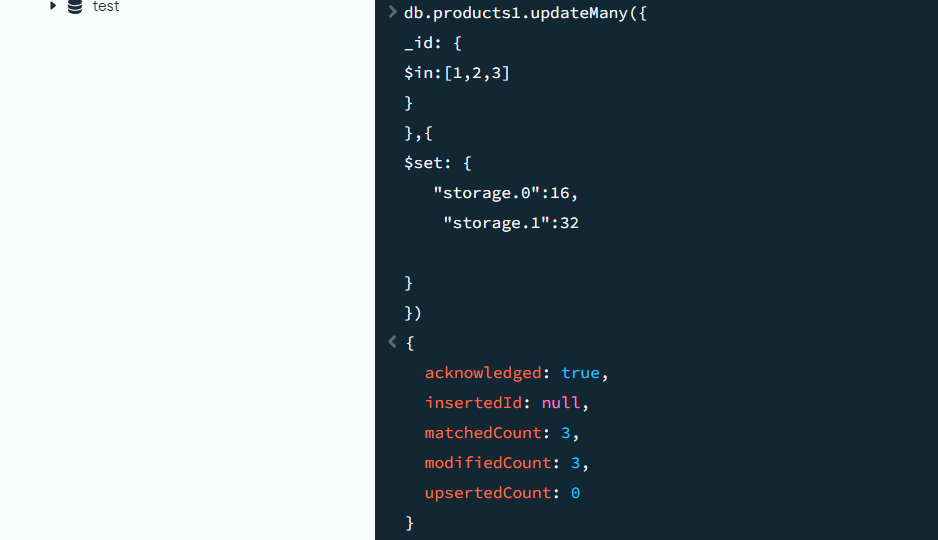 test
db.products1.updateMany({
_id: {
$in:[1,2,3]
}
},{
$set: {
"storage.0":16,
"storage.1":32
}
})
{
acknowledged: true,
insertedId: null,
matchedCount: 3,
modifiedCount: 3,
upsertedCount: 0
}